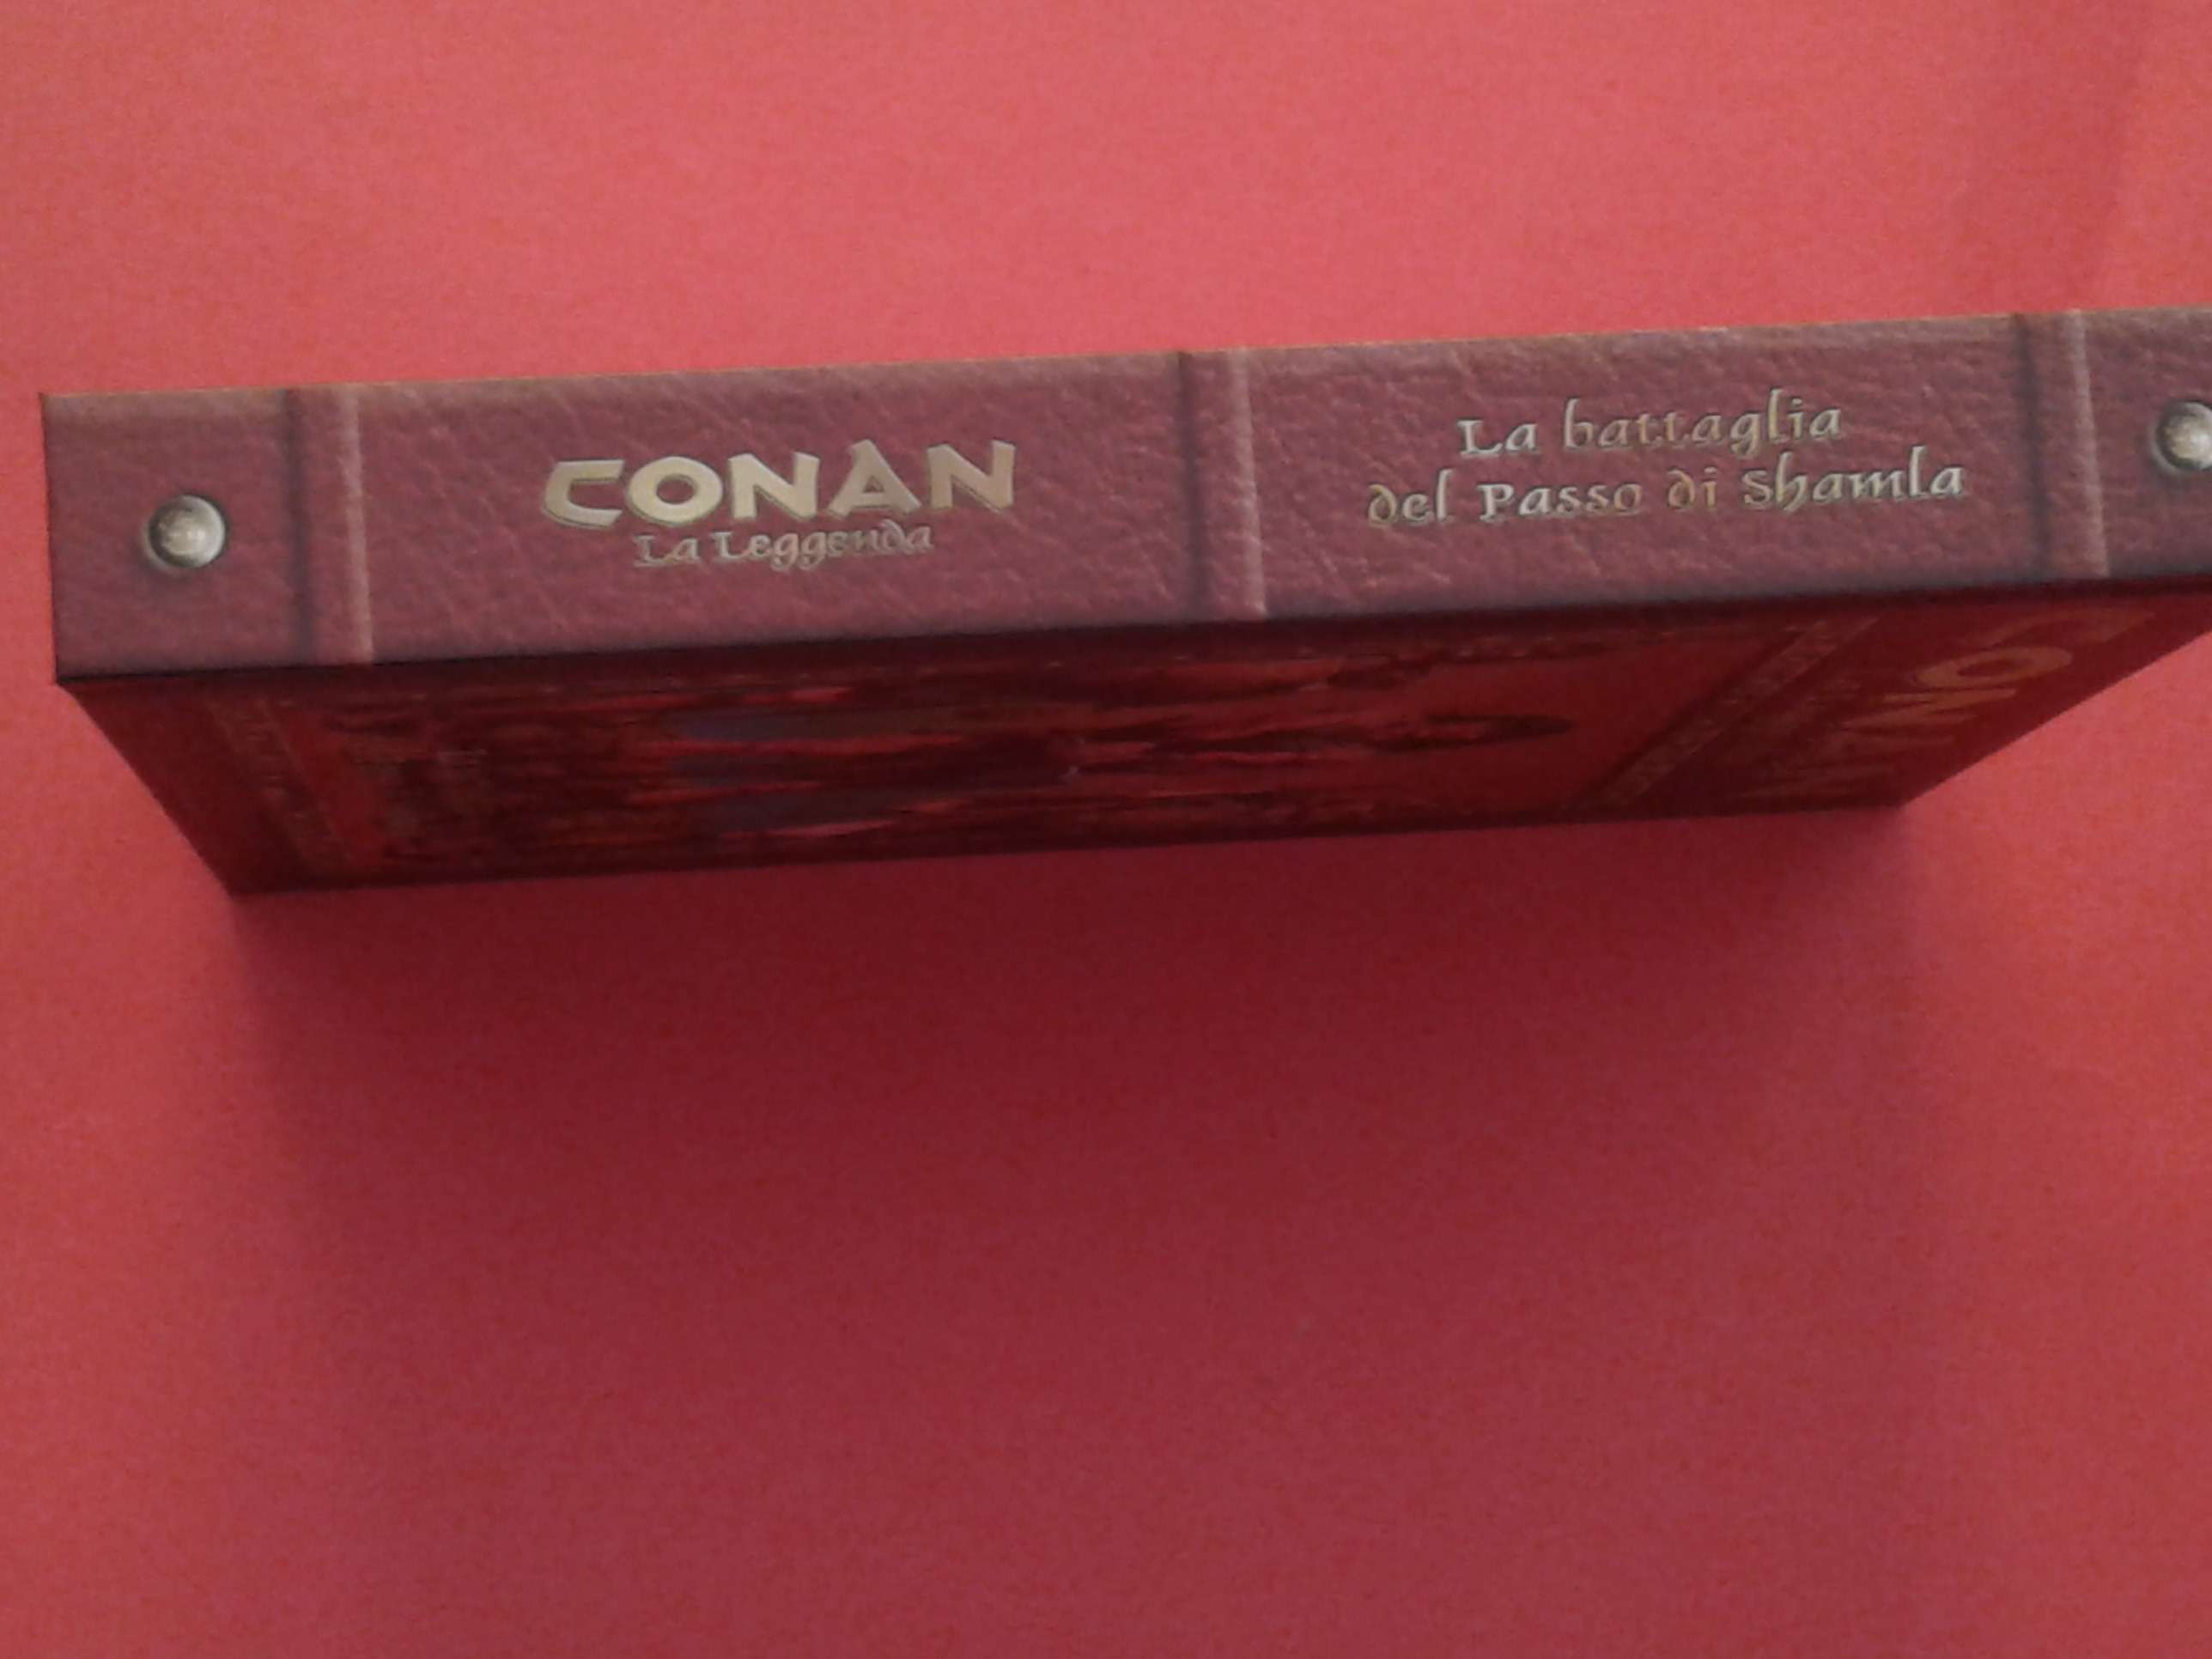 CONAN
La Leggenda
La battaglia
del Passo di Shamla